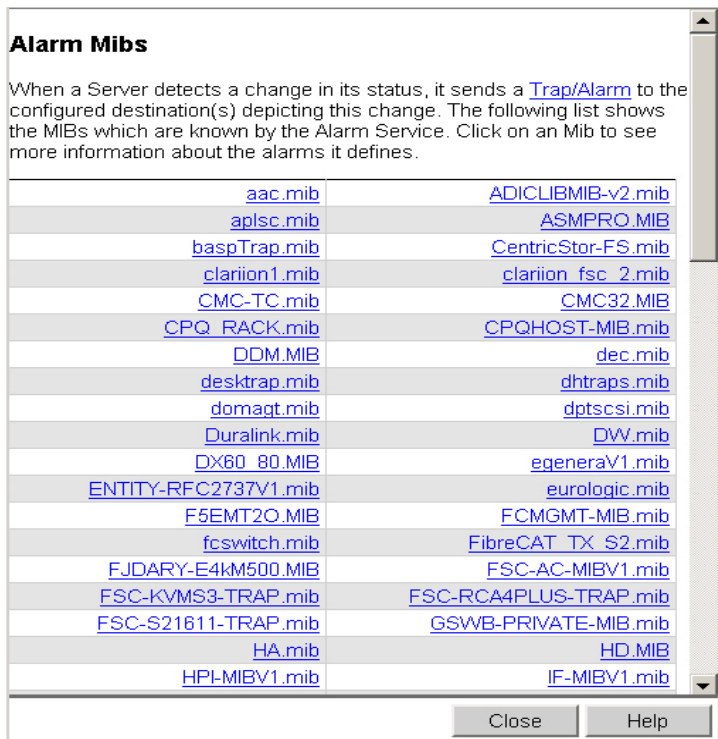 Alarm Mibs
When a Server detects a change in its status, it sends a Trap/Alarm to the
configured destination(s) depicting this change. The following list shows
the MIBs which are known by the Alarm Service. Click on an Mib to see
more information about the alarms it defines.
aac.mib ADICLIBMIB-v2.mib
aplsc.mib ASMPRO.MIB
baspTrap.mib CentricStor-FS.mib
clariion1.mib clariion_fsc_2.mib
CMC-TC.mib CMC32.MIB
CPQ_RACK.mib CPQHOST-MIB.mib
DDM.MIB dec.mib
desktrap.mib dhtraps.mib
domagt.mib dptscsi.mib
Duralink.mib DW.mib
DX60_80.MIB egeneraV1.mib
ENTITY-RFC2737V1.mib eurologic.mib
F5EMT2O.MIB FCMGMT-MIB.mib
fcswitch.mib FibreCAT_TX_S2.mib
FJDARY-E4kM500.MIB FSC-AC-MIBV1.mib
FSC-KVMS3-TRAP.mib FSC-RCA4PLUS-TRAP.mib
FSC-S21611-TRAP.mib GSWB-PRIVATE-MIB.mib
HA.mib HD.MIB
HPI-MIBV1.mib IF-MIBV1.mib
Close Help